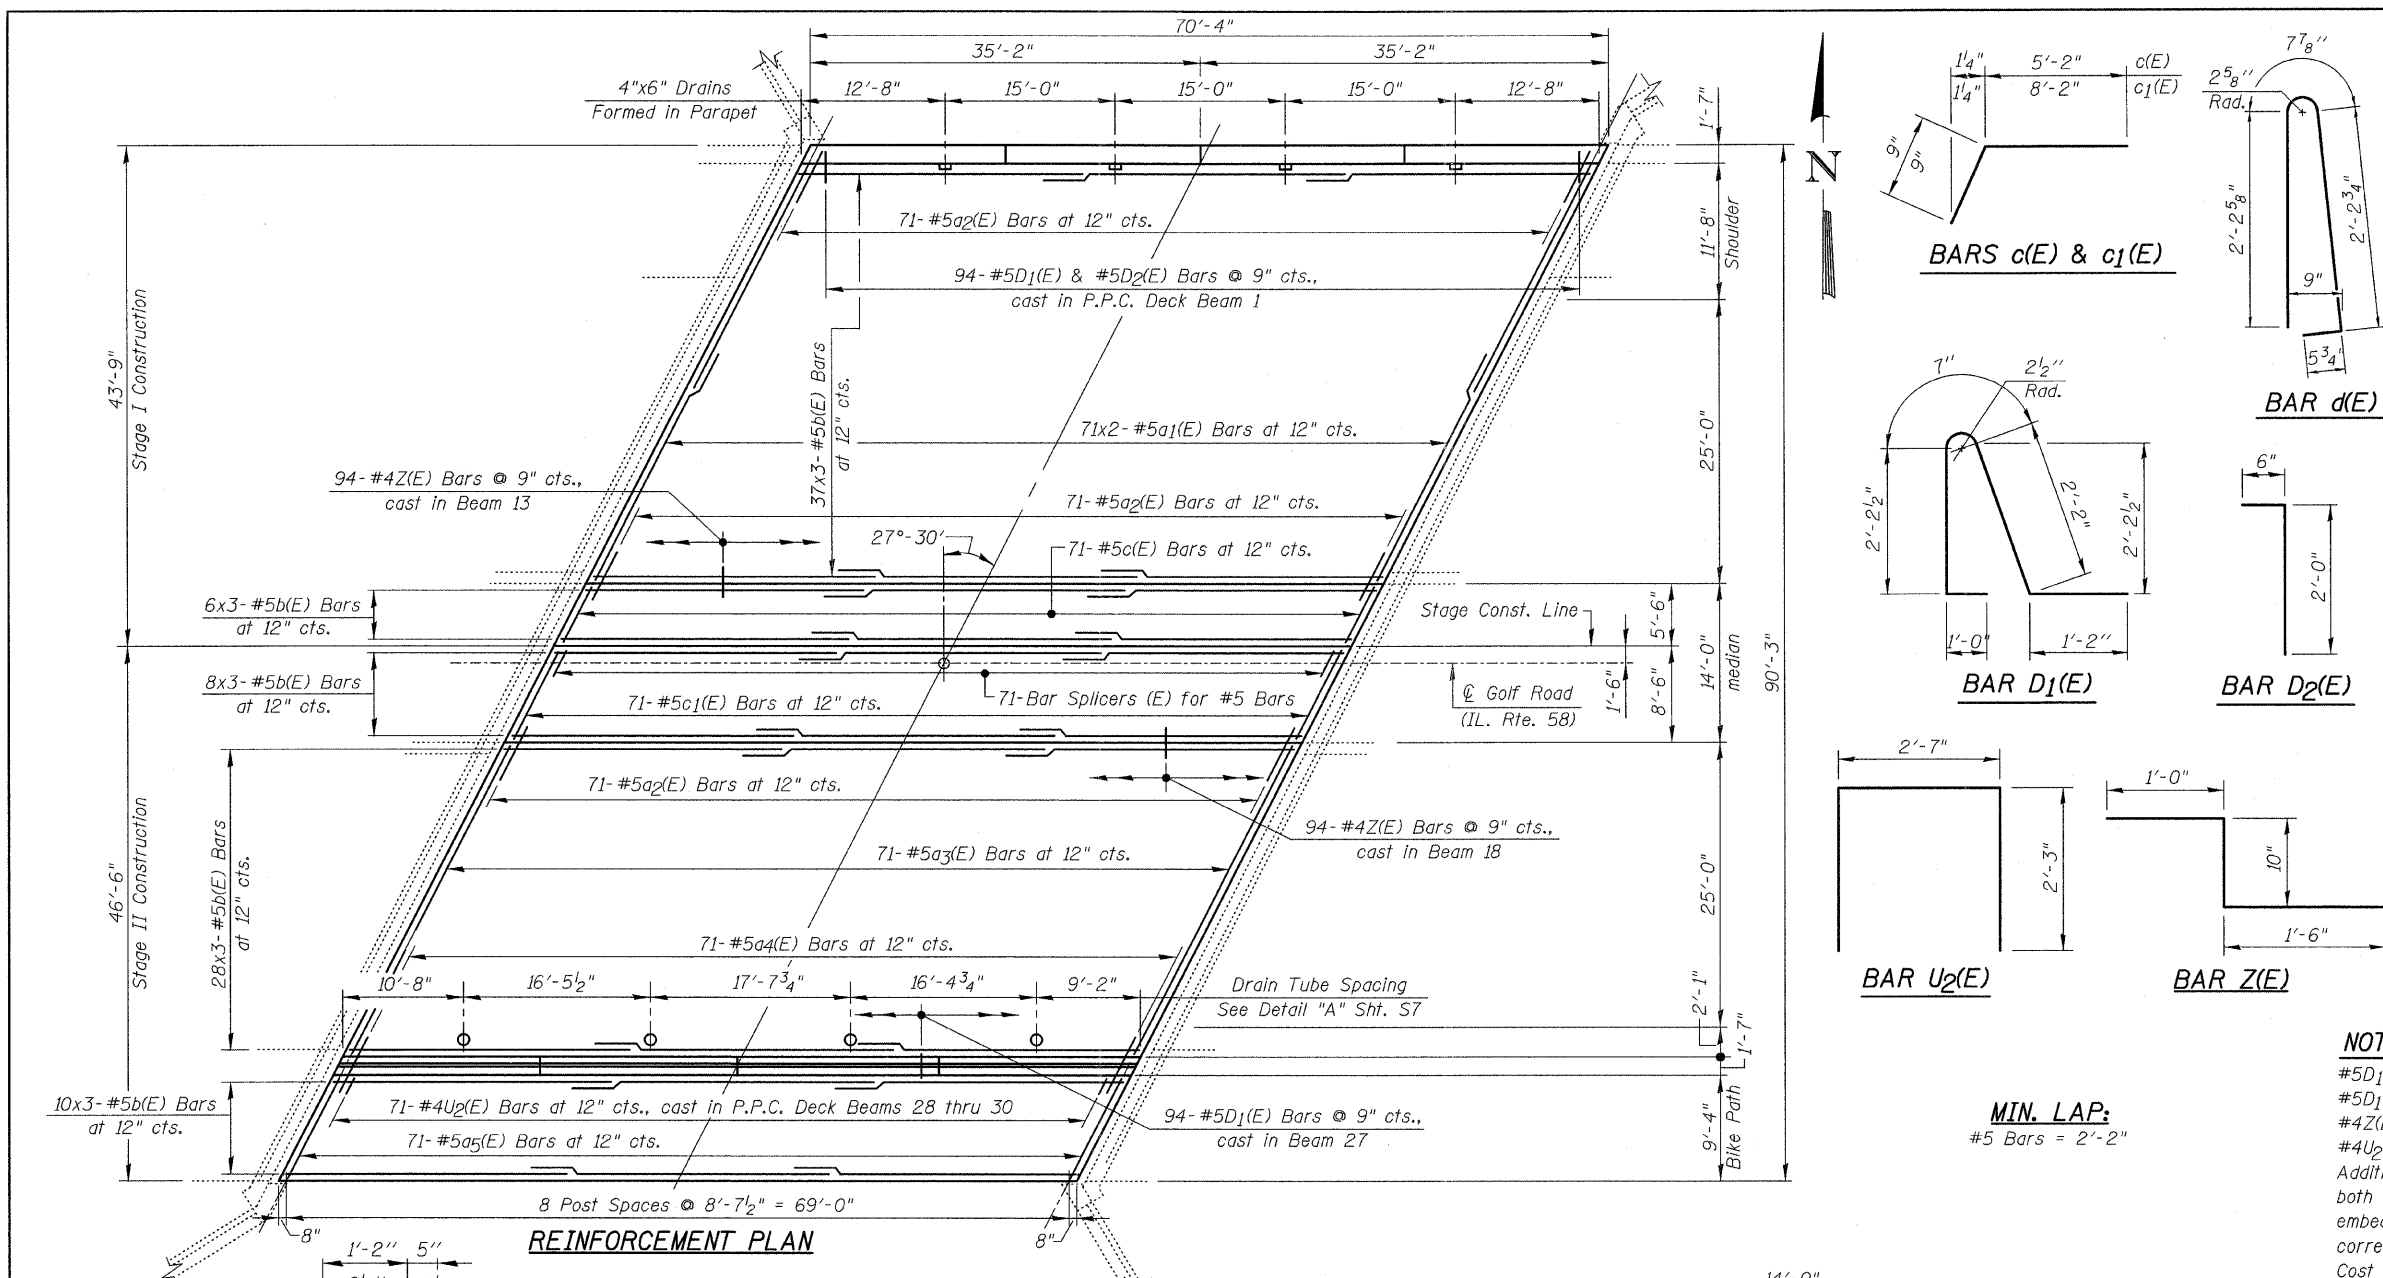 70'-4"
35'-2"
35'-2"
4"x6" Drains
Formed in Parapet
12'-8"
15'-0"
15'-0"
15'-0"
12'-8"
1'-7"
71-#5a2(E) Bars at 12" cts.
94-#5D1(E) & #5D2(E) Bars @ 9" cts.,
cast in P.P.C. Deck Beam 1
11'-8"
Shoulder
43'-9"
Stage I Construction
37x3-#5b(E) Bars
at 12" cts.
71x2-#5a1(E) Bars at 12" cts.
25'-0"
94-#4Z(E) Bars @ 9" cts.,
cast in Beam 13
71-#5a2(E) Bars at 12" cts.
27°-30'
71-#5c(E) Bars at 12" cts.
6x3-#5b(E) Bars
at 12" cts.
Stage Const. Line
5'-6"
14'-0"
median
90'-3"
8x3-#5b(E) Bars
at 12" cts.
71-#5c1(E) Bars at 12" cts.
71-Bar Splicers (E) for #5 Bars
℄ Golf Road
(IL. Rte. 58)
1'-6"
8'-6"
71-#5a2(E) Bars at 12" cts.
94-#4Z(E) Bars @ 9" cts.,
cast in Beam 18
46'-6"
Stage II Construction
28x3-#5b(E) Bars
at 12" cts.
71-#5a3(E) Bars at 12" cts.
25'-0"
71-#5a4(E) Bars at 12" cts.
10'-8"
16'-5½"
17'-7¾"
16'-4¾"
9'-2"
Drain Tube Spacing
See Detail "A" Sht. S7
2'-1"
1'-7"
10x3-#5b(E) Bars
at 12" cts.
71-#4U2(E) Bars at 12" cts., cast in P.P.C. Deck Beams 28 thru 30
94-#5D1(E) Bars @ 9" cts.,
cast in Beam 27
71-#5a5(E) Bars at 12" cts.
9'-4"
Bike Path
8 Post Spaces @ 8'-7½" = 69'-0"
8"
8"
REINFORCEMENT PLAN
1'-2"
5"
N
1¼"
5'-2"
c(E)
1¼"
8'-2"
c1(E)
9"
9"
BARS c(E) & c1(E)
7⅞"
2⅝"
Rad.
2'-2⅝"
2'-2¾"
9"
5¾"
BAR d(E)
7"
2½"
Rad.
2'-2½"
2'-2"
2'-2½"
1'-0"
1'-2"
BAR D1(E)
6"
2'-0"
BAR D2(E)
2'-7"
2'-3"
BAR U2(E)
1'-0"
10"
1'-6"
BAR Z(E)
MIN. LAP:
#5 Bars = 2'-2"
NOT
#5D1
#5D1
#4Z(E
#4U2
Additi
both
embed
corre
Cost